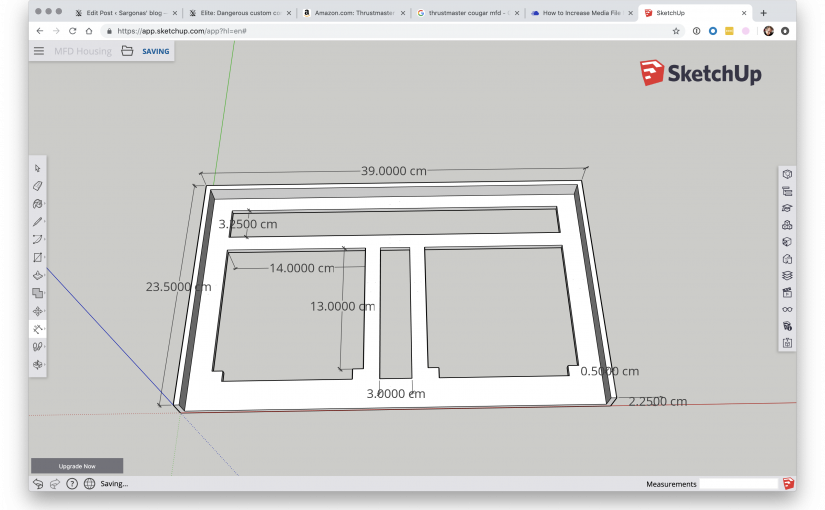 Edit Post ‹ Sargonas' blog –
Elite: Dangerous custom co
Amazon.com: Thrustmaster
thrustmaster cougar mfd -
How to Increase Media File
SketchUp
https://app.sketchup.com/app?hl=en#
MFD Housing
SAVING
SketchUp
39.0000 cm
3.2500 cm
14.0000 cm
23.5000 cm
13.0000 cm
0.5000 cm
3.0000 cm
2.2500 cm
Upgrade Now
Saving...
Measurements